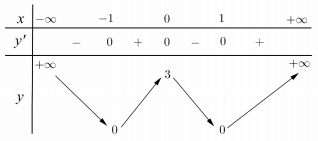 x −∞ −1 0 1 +∞
y′ − 0 + 0 − 0 +
+∞ 3 +∞
y
0 0